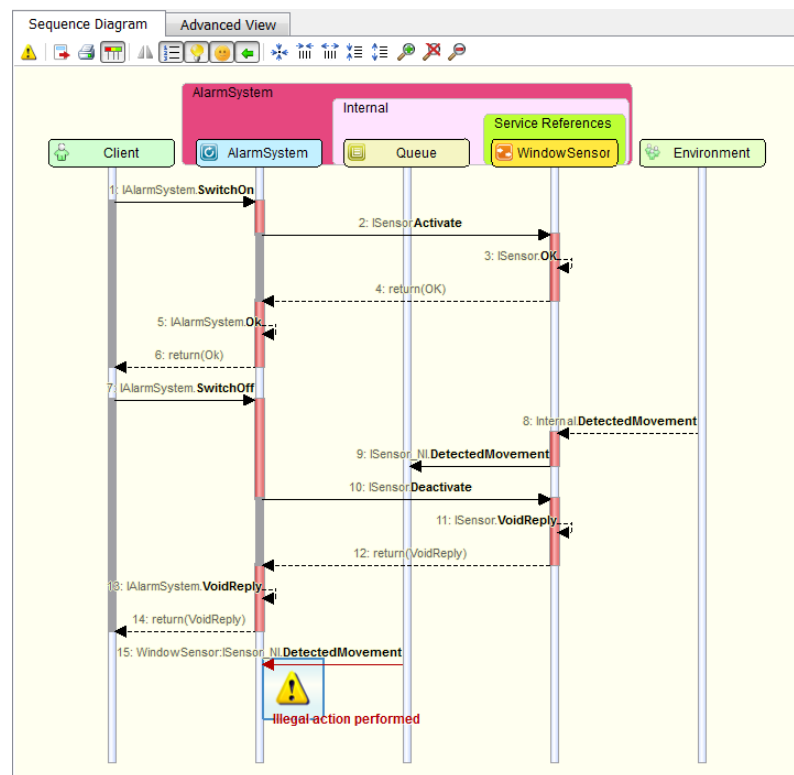 Sequence Diagram
Advanced View
AlarmSystem
Internal
Service References
Client
AlarmSystem
Queue
WindowSensor
Environment
1: IAlarmSystem.SwitchOn
2: ISensor.Activate
3: ISensor.OK
4: return(OK)
5: IAlarmSystem.Ok
6: return(Ok)
7: IAlarmSystem.SwitchOff
8: Internal.DetectedMovement
9: ISensor_NI.DetectedMovement
10: ISensor.Deactivate
11: ISensor.VoidReply
12: return(VoidReply)
13: IAlarmSystem.VoidReply
14: return(VoidReply)
15: WindowSensor:ISensor_NI.DetectedMovement
Illegal action performed